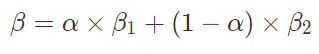 β = α × β₁ + (1 − α) × β₂